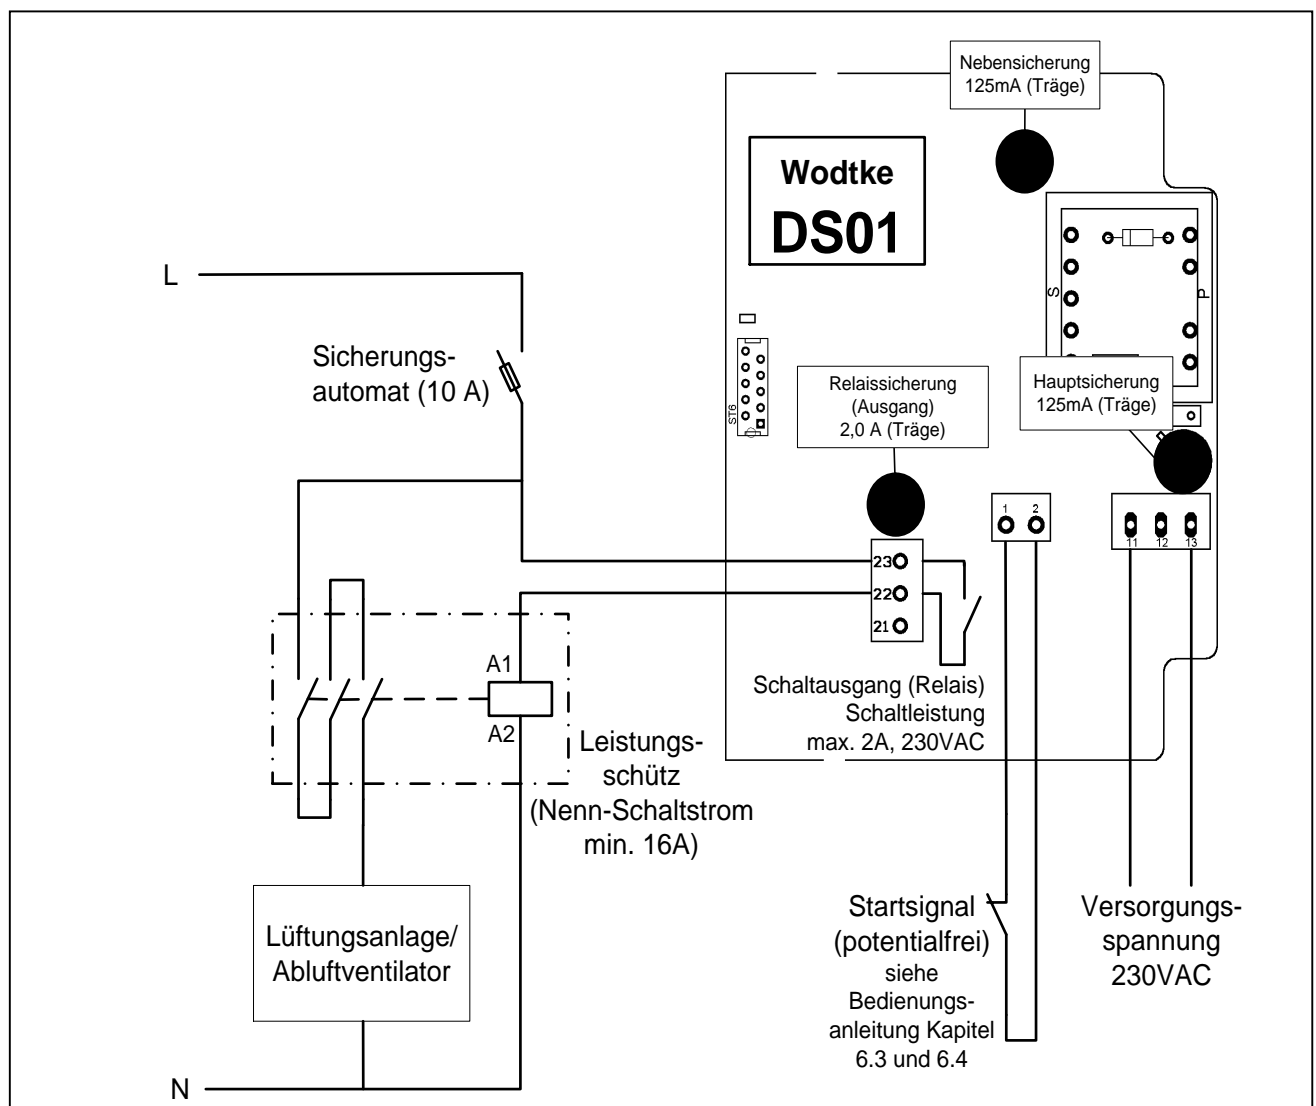 Nebensicherung
125mA (Träge)
Wodtke
DS01
L
Sicherungs-
automat (10 A)
S
P
ST6
Relaissicherung
(Ausgang)
2,0 A (Träge)
Hauptsicherung
125mA (Träge)
1 2
11 12 13
23
22
21
A1
A2
Schaltausgang (Relais)
Schaltleistung
max. 2A, 230VAC
Leistungs-
schütz
(Nenn-Schaltstrom
min. 16A)
Lüftungsanlage/
Abluftventilator
Startsignal
(potentialfrei)
siehe
Bedienungs-
anleitung Kapitel
6.3 und 6.4
Versorgungs-
spannung
230VAC
N